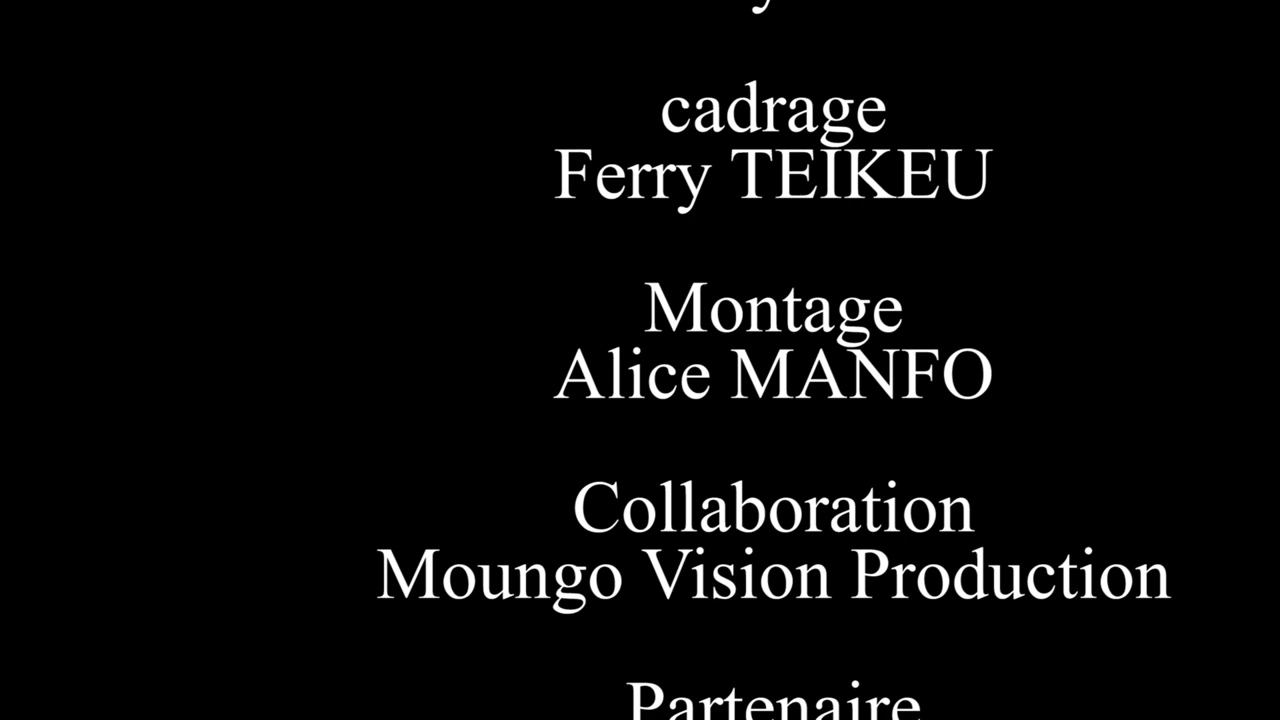 cadrage
Ferry TEIKEU
Montage
Alice MANFO
Collaboration
Moungo Vision Production
Partenaire